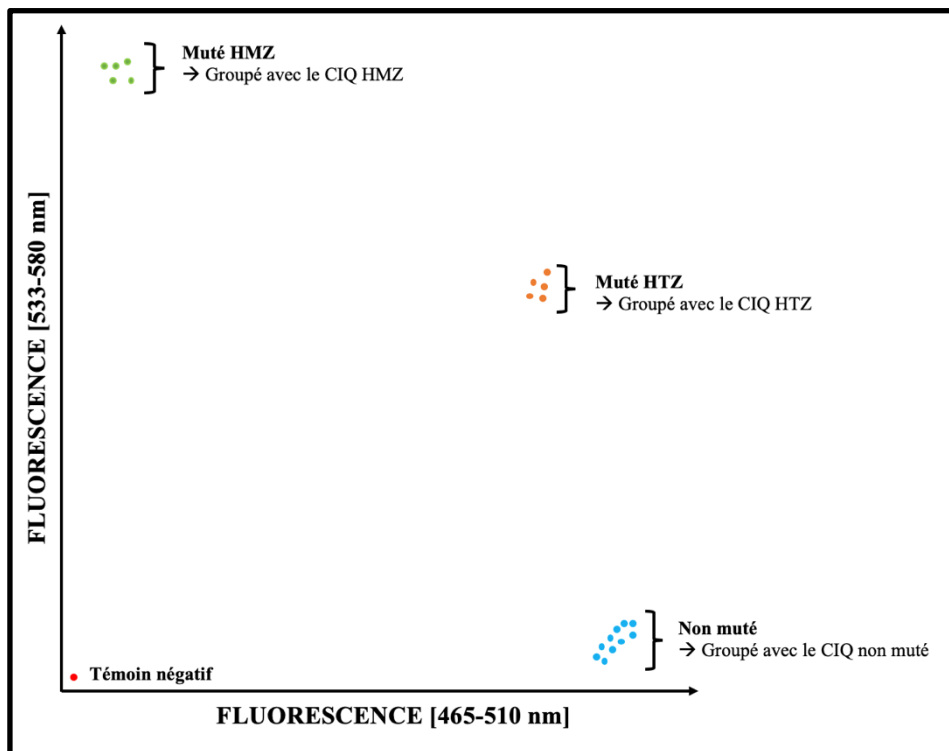 Muté HMZ
→ Groupé avec le CIQ HMZ
FLUORESCENCE [533-580 nm]
Muté HTZ
→ Groupé avec le CIQ HTZ
Non muté
→ Groupé avec le CIQ non muté
Témoin négatif
FLUORESCENCE [465-510 nm]